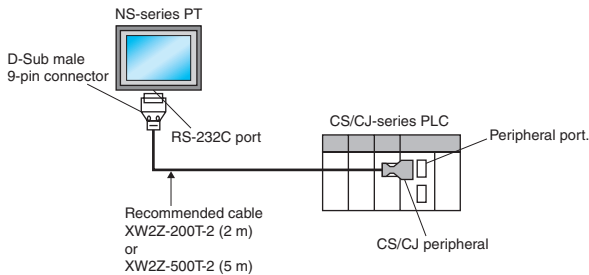 NS-series PT
D-Sub male
9-pin connector
RS-232C port
CS/CJ-series PLC
Peripheral port.
Recommended cable
XW2Z-200T-2 (2 m)
or
XW2Z-500T-2 (5 m)
CS/CJ peripheral